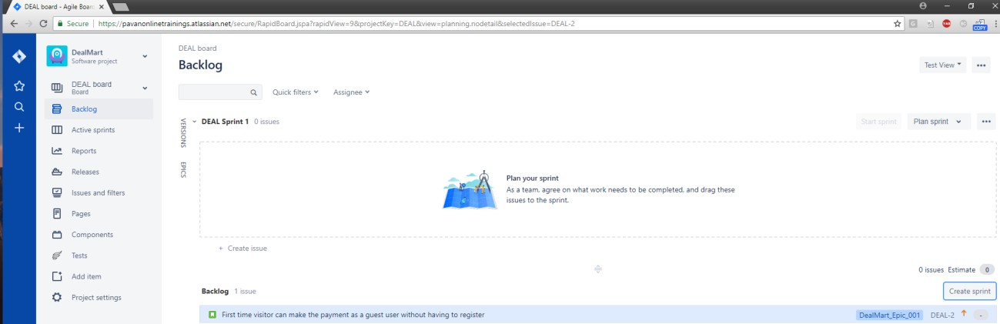 DEAL board - Agile Board
Secure
https://pavanonlinetrainings.atlassian.net/secure/RapidBoard.jspa?rapidView=9&projectKey=DEAL&view=planning.nodetail&selectedIssue=DEAL-2
COPY
DealMart
Software project
DEAL board
Board
Backlog
Active sprints
Reports
Releases
Issues and filters
Pages
Components
Tests
Add item
Project settings
DEAL board
Backlog
Test View
Quick filters
Assignee
VERSIONS
EPICS
DEAL Sprint 1 0 issues
Start sprint
Plan sprint
Plan your sprint
As a team, agree on what work needs to be completed, and drag these
issues to the sprint.
+ Create issue
0 issues Estimate 0
Backlog 1 issue
Create sprint
First time visitor can make the payment as a guest user without having to register
DealMart_Epic_001 DEAL-2 -